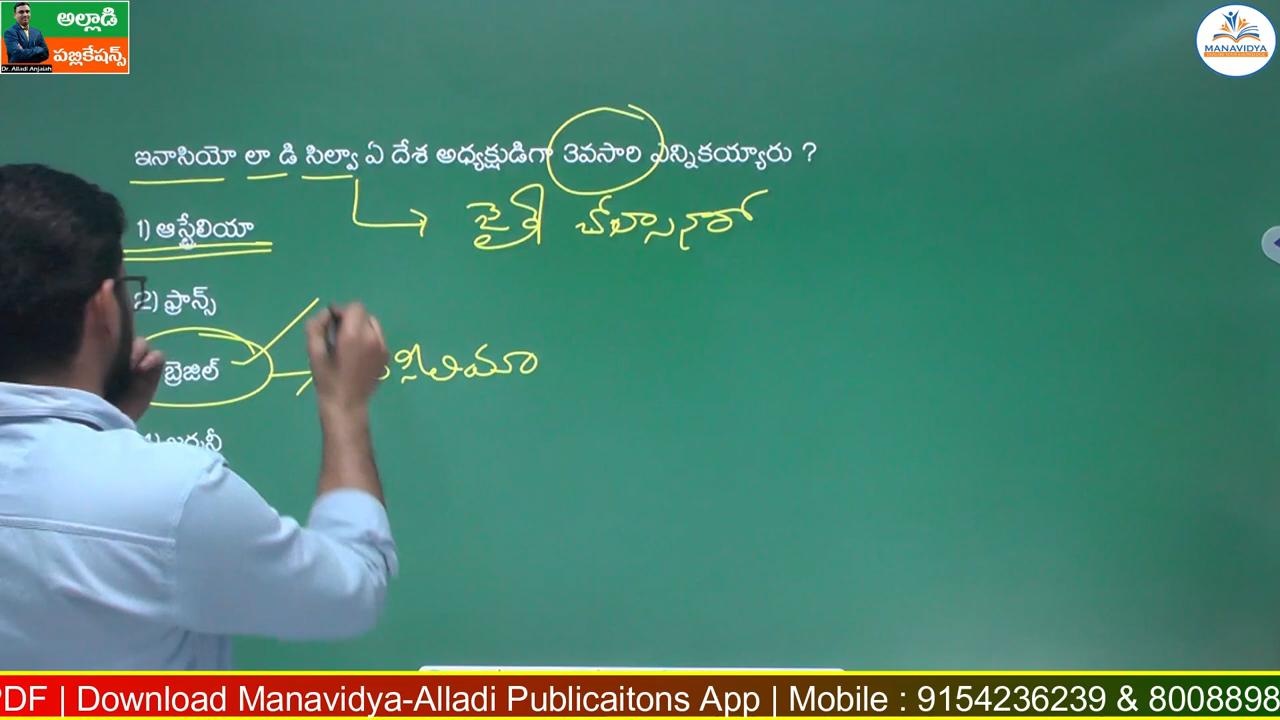 అల్లాడి
పబ్లికేషన్స్
Dr. Alladi Anjaiah
MANAVIDYA
ఇనాసియో లా డి సిల్వా ఏ దేశ అధ్యక్షుడిగా 3వసారి ఎన్నికయ్యారు ?
1) ఆస్ట్రేలియా
బోల్సొనారో
2) ఫ్రాన్స్
బ్రెజిల్
PDF | Download Manavidya-Alladi Publicaitons App | Mobile : 9154236239 & 8008898